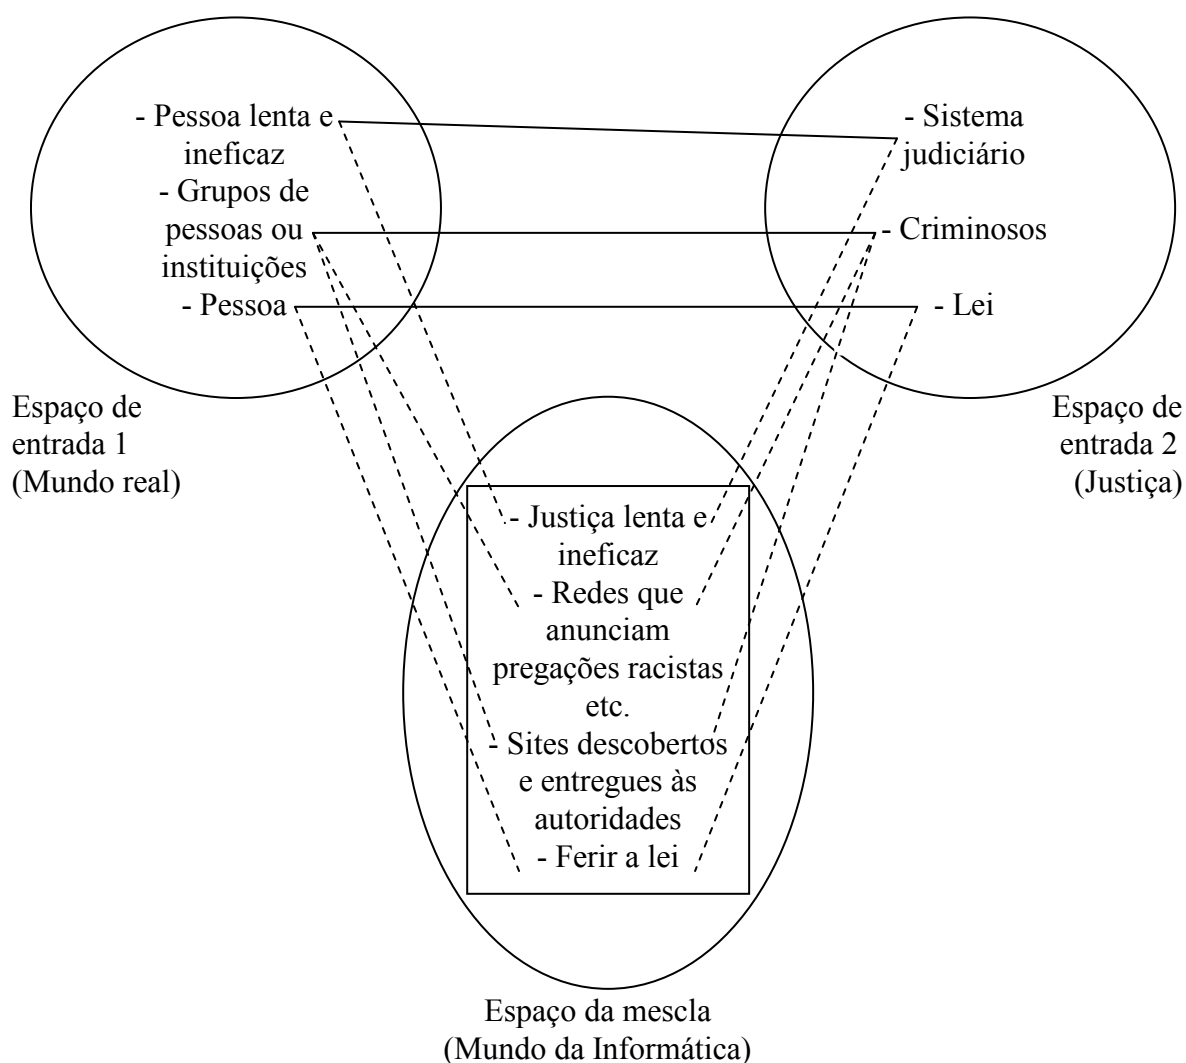 - Pessoa lenta e
ineficaz
- Grupos de
pessoas ou
instituições
- Pessoa
- Sistema
judiciário
- Criminosos
- Lei
Espaço de
entrada 1
(Mundo real)
Espaço de
entrada 2
(Justiça)
- Justiça lenta e
ineficaz
- Redes que
anunciam
pregações racistas
etc.
- Sites descobertos
e entregues às
autoridades
- Ferir a lei
Espaço da mescla
(Mundo da Informática)